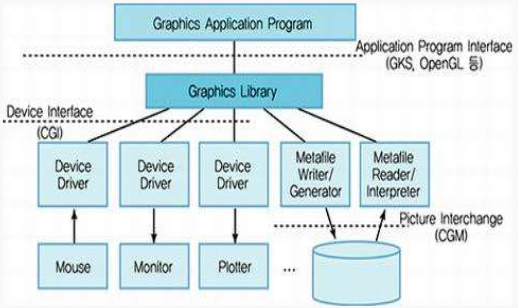 Graphics Application Program
Application Program Interface
(GKS, OpenGL 등)
Graphics Library
Device Interface
(CGI)
Device
Driver
Device
Driver
Device
Driver
Metafile
Writer/
Generator
Metafile
Reader/
Interpreter
Picture Interchange
(CGM)
Mouse
Monitor
Plotter
...